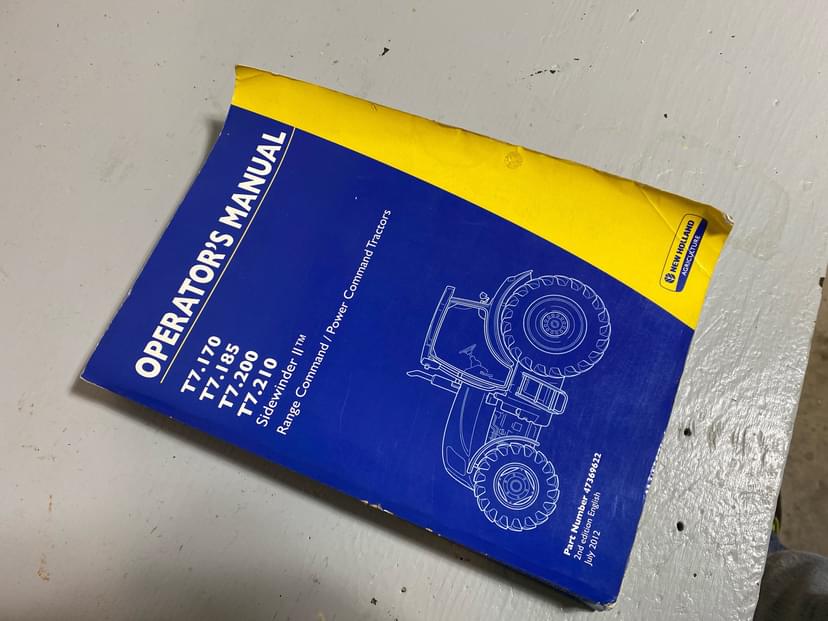 OPERATOR'S MANUAL
T7.170
T7.185
T7.200
T7.210
Sidewinder II™
Range Command / Power Command Tractors
NEW HOLLAND
AGRICULTURE
Part Number 47369622
2nd edition English
July 2012